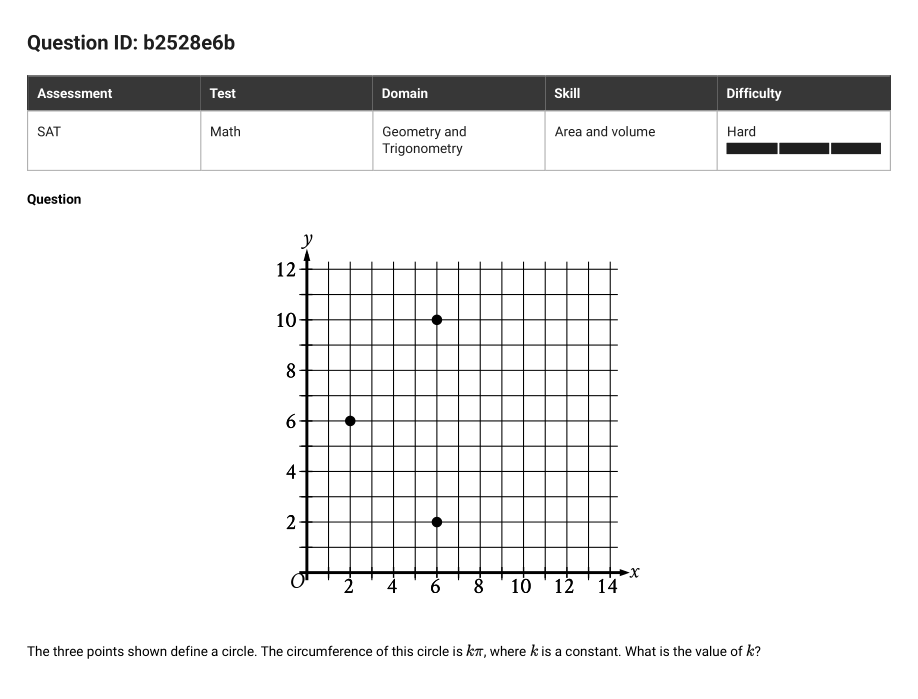 Question ID: b2528e6b
Assessment Test Domain Skill Difficulty
SAT Math Geometry and Trigonometry Area and volume Hard
Question
y
12
10
8
6
4
2
O 2 4 6 8 10 12 14 x
The three points shown define a circle. The circumference of this circle is kπ, where k is a constant. What is the value of k?